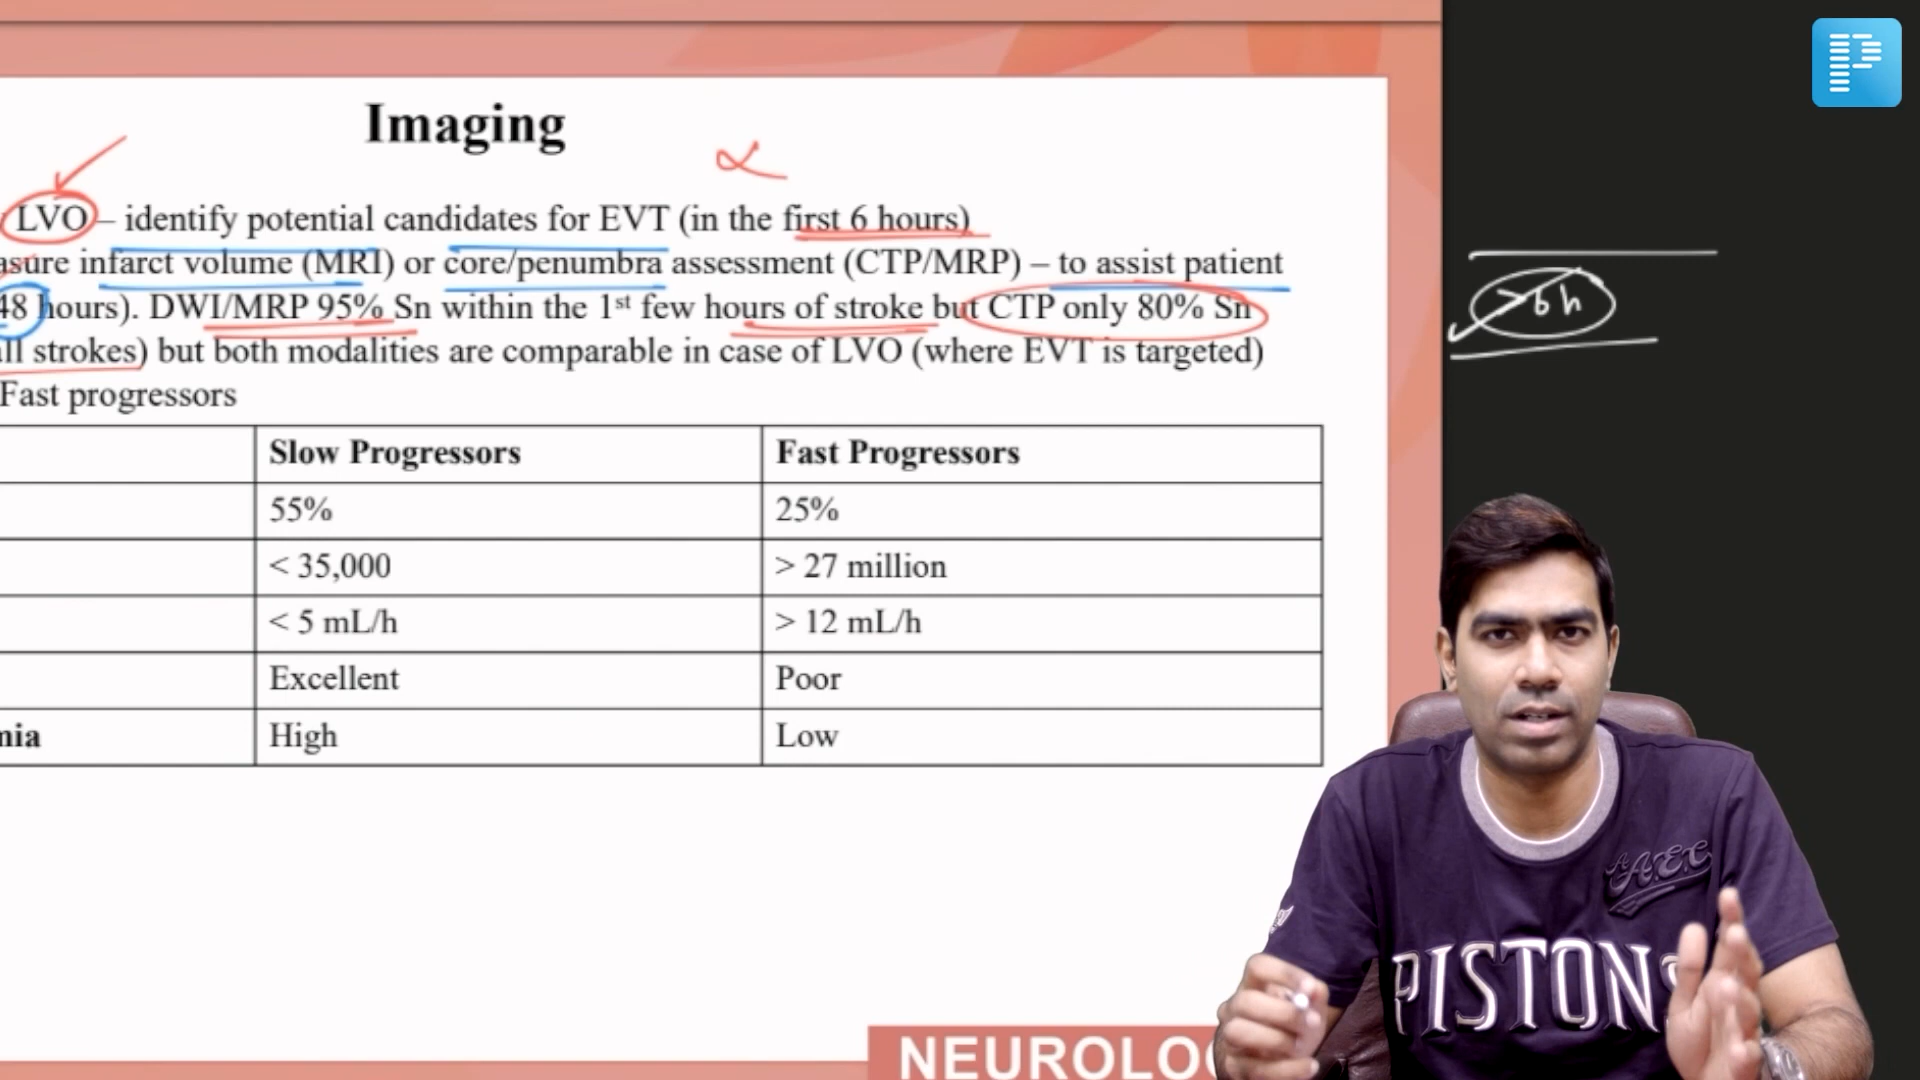 Imaging
LVO – identify potential candidates for EVT (in the first 6 hours)
asure infarct volume (MRI) or core/penumbra assessment (CTP/MRP) – to assist patient
48 hours). DWI/MRP 95% Sn within the 1st few hours of stroke but CTP only 80% Sn
all strokes) but both modalities are comparable in case of LVO (where EVT is targeted)
Fast progressors
Slow Progressors Fast Progressors
55% 25%
< 35,000 > 27 million
< 5 mL/h > 12 mL/h
Excellent Poor
mia High Low
>6h
NEUROLO
A.E.C
PISTONS
P